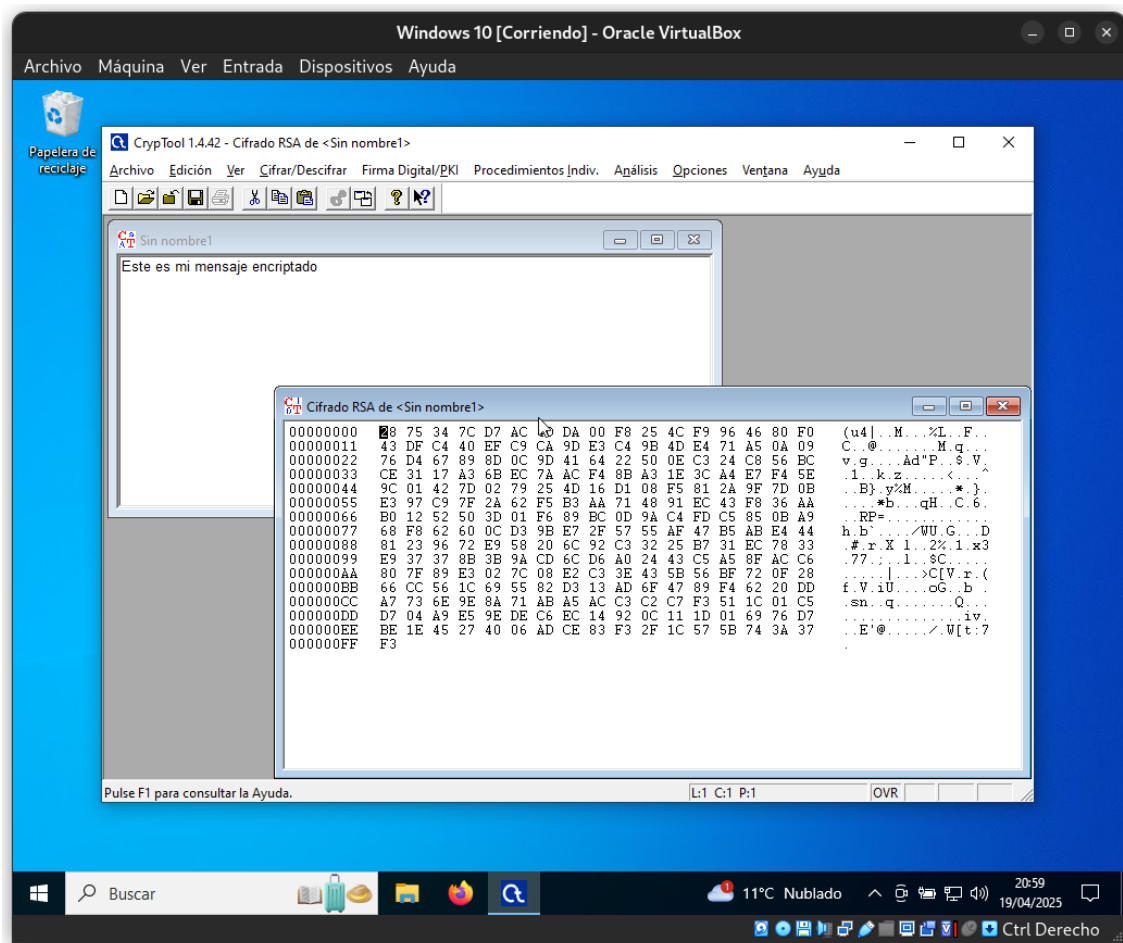 Windows 10 [Corriendo] - Oracle VirtualBox
Archivo Máquina Ver Entrada Dispositivos Ayuda
Papelera de reciclaje
CrypTool 1.4.42 - Cifrado RSA de <Sin nombre1>
Archivo Edición Ver Cifrar/Descifrar Firma Digital/PKI Procedimientos Indiv. Análisis Opciones Ventana Ayuda
Sin nombre1
Este es mi mensaje encriptado
Cifrado RSA de <Sin nombre1>
00000000 28 75 34 7C D7 AC DA 00 F8 25 4C F9 96 46 80 F0 (u4|..M...%L..F..
00000011 43 DF C4 40 EF C9 CA 9D E3 C4 9B 4D E4 71 A5 0A 09 C..@.......M.q...
00000022 76 D4 67 89 8D 0C 9D 41 64 22 50 0E C3 24 C8 56 BC v.g....Ad"P..$.V.
00000033 CE 31 17 A3 6B EC 7A AC F4 8B A3 1E 3C A4 E7 F4 5E .1..k.z.....<...^
00000044 9C 01 42 7D 02 79 25 4D 16 D1 08 F5 81 2A 9F 7D 0B ..B}.y%M.....*.}.
00000055 E3 97 C9 7F 2A 62 F5 B3 AA 71 48 91 EC 43 F8 36 AA ....*b...qH..C.6.
00000066 B0 12 52 50 3D 01 F6 89 BC 0D 9A C4 FD C5 85 0B A9 ..RP=............
00000077 68 F8 62 60 0C D3 9B E7 2F 57 55 AF 47 B5 AB E4 44 h.b`..../WU.G...D
00000088 81 23 96 72 E9 58 20 6C 92 C3 32 25 B7 31 EC 78 33 .#.r.X l..2%.1.x3
00000099 E9 37 37 8B 3B 9A CD 6C D6 A0 24 43 C5 A5 8F AC C6 .77.;..l..$C.....
000000AA 80 7F 89 E3 02 7C 08 E2 C3 3E 43 5B 56 BF 72 0F 28 .....|...>C[V.r.(
000000BB 66 CC 56 1C 69 55 82 D3 13 AD 6F 47 89 F4 62 20 DD f.V.iU....oG..b .
000000CC A7 73 6E 9E 8A 71 AB A5 AC C3 C2 C7 F3 51 1C 01 C5 .sn..q.......Q...
000000DD D7 04 A9 E5 9E DE C6 EC 14 92 0C 11 1D 01 69 76 D7 ..............iv.
000000EE BE 1E 45 27 40 06 AD CE 83 F3 2F 1C 57 5B 74 3A 37 ..E'@...../.W[t:7
000000FF F3 .
Pulse F1 para consultar la Ayuda. L:1 C:1 P:1 OVR
Buscar 11°C Nublado 20:59
19/04/2025
Ctrl Derecho